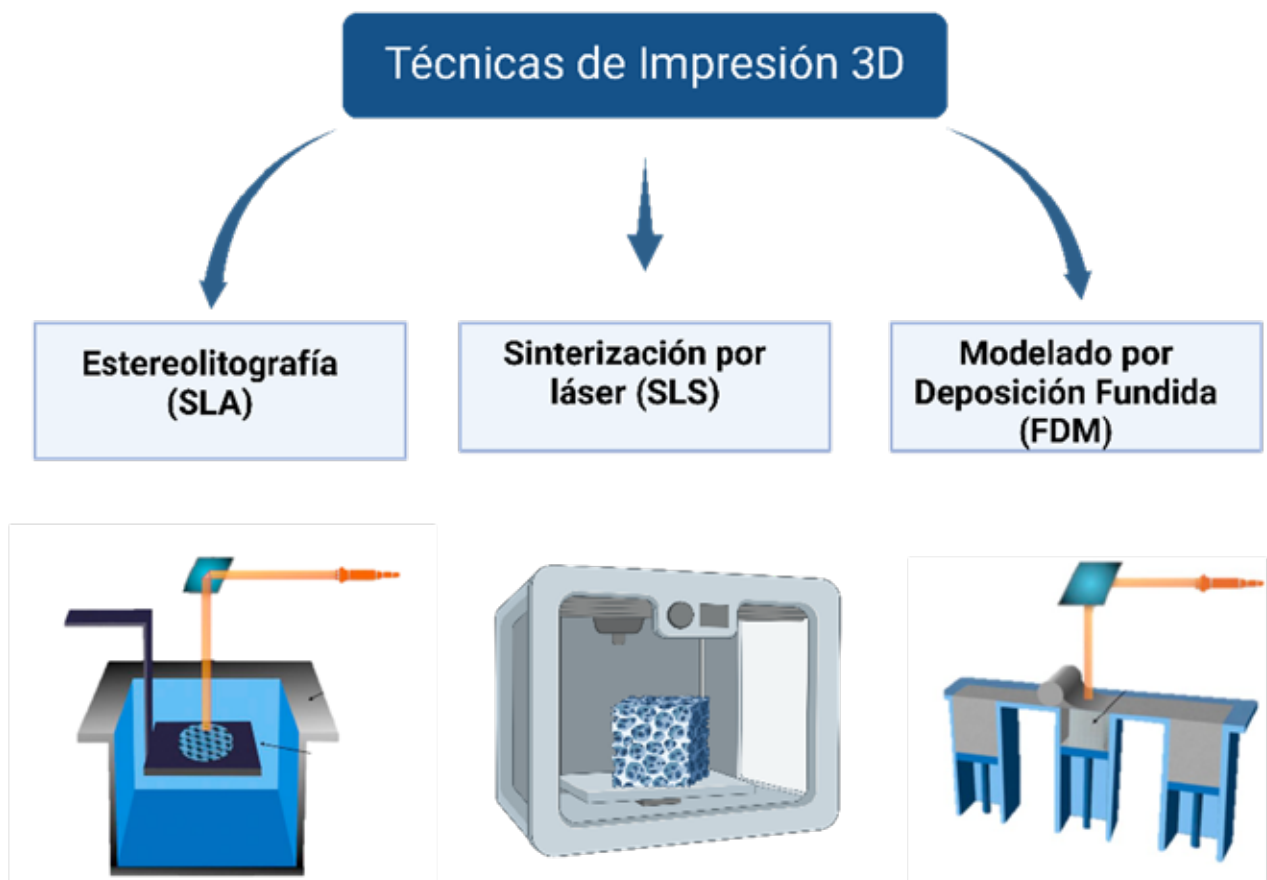 Técnicas de Impresión 3D
Estereolitografía
(SLA)
Sinterización por
láser (SLS)
Modelado por
Deposición Fundida
(FDM)